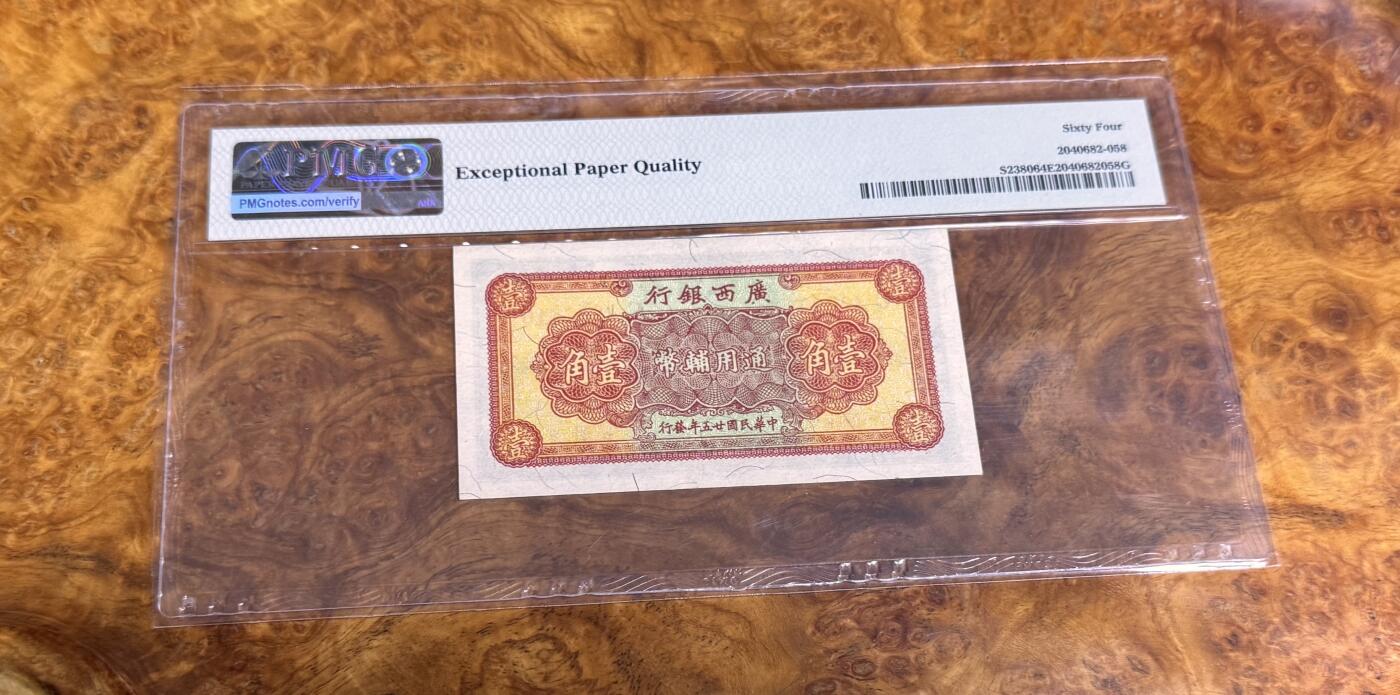 PMG
PMGnotes.com/verify
Exceptional Paper Quality
Sixty Four
2040682-058
S238064E2040682058G
壹
壹
行銀西廣
角壹
幣輔用通
角壹
行發年五廿國民華中
壹
壹